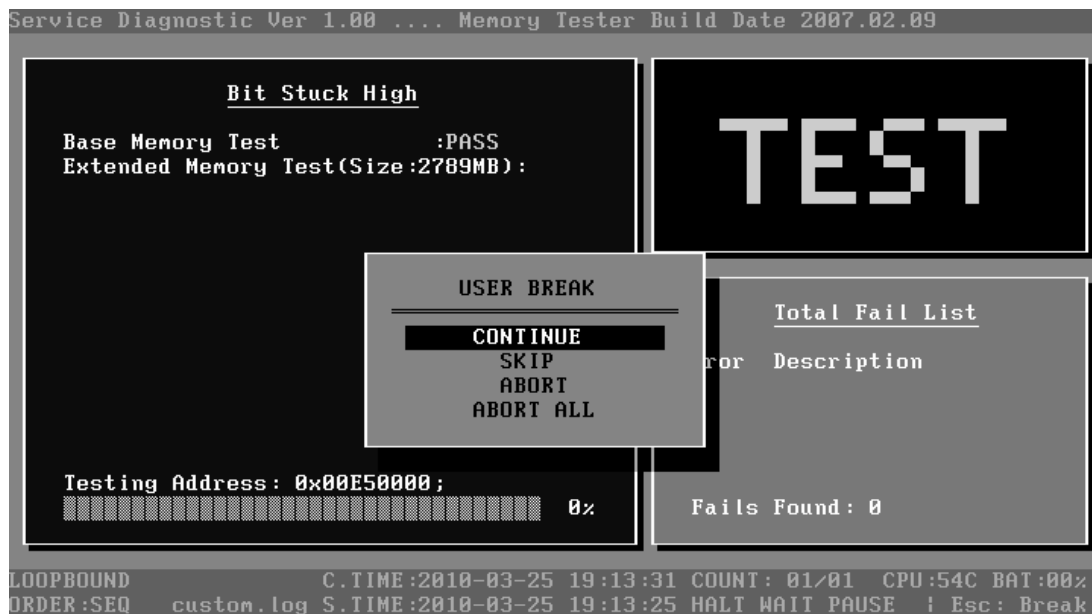 Service Diagnostic Ver 1.00 .... Memory Tester Build Date 2007.02.09
Bit Stuck High
Base Memory Test :PASS
Extended Memory Test(Size:2789MB):
TEST
USER BREAK
CONTINUE
SKIP
ABORT
ABORT ALL
Total Fail List
Description
Testing Address: 0x00E50000;
0%
Fails Found: 0
LOOPBOUND C.TIME:2010-03-25 19:13:31 COUNT: 01/01 CPU:54C BAT:00%
ORDER:SEQ custom.log S.TIME:2010-03-25 19:13:25 HALT WAIT PAUSE ¦ Esc: Break